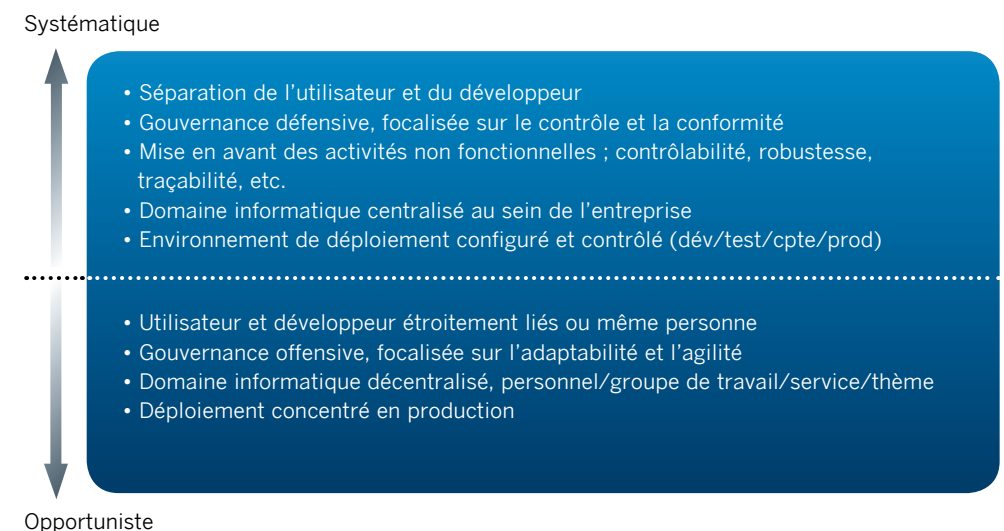 Systématique
• Séparation de l’utilisateur et du développeur
• Gouvernance défensive, focalisée sur le contrôle et la conformité
• Mise en avant des activités non fonctionnelles ; contrôlabilité, robustesse,
traçabilité, etc.
• Domaine informatique centralisé au sein de l’entreprise
• Environnement de déploiement configuré et contrôlé (dév/test/cpte/prod)
• Utilisateur et développeur étroitement liés ou même personne
• Gouvernance offensive, focalisée sur l’adaptabilité et l’agilité
• Domaine informatique décentralisé, personnel/groupe de travail/service/thème
• Déploiement concentré en production
Opportuniste